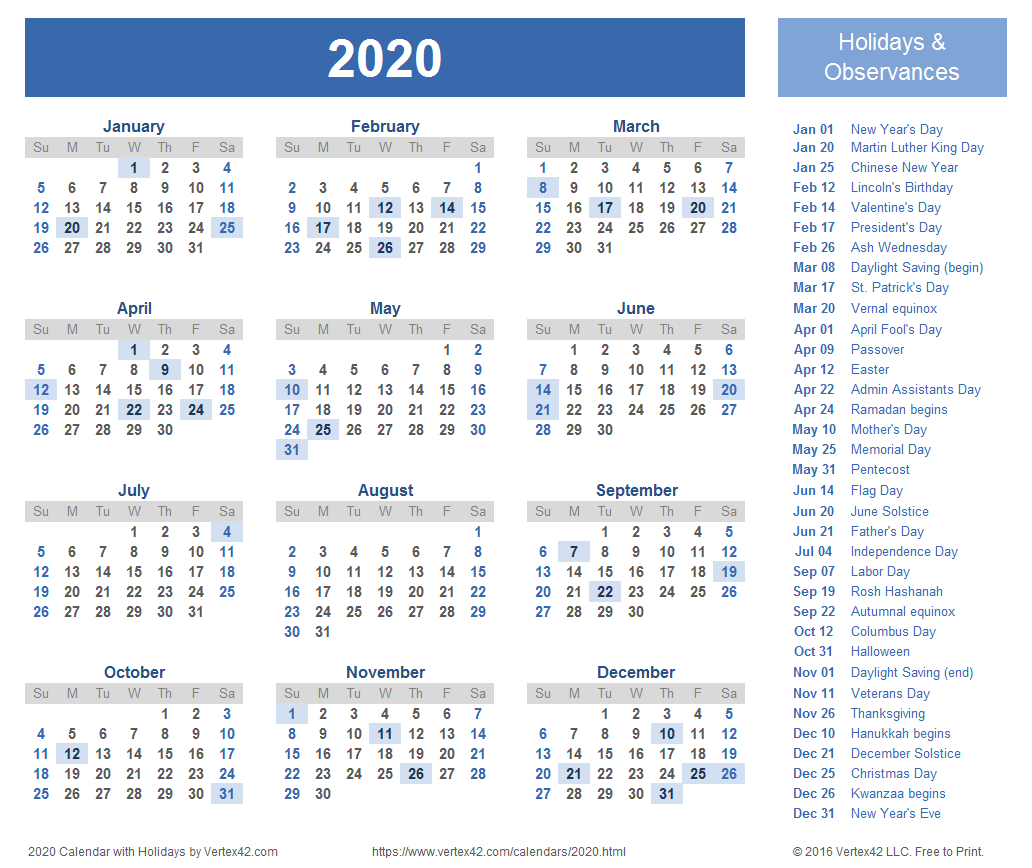 2020
Holidays &
Observances
January
Su M Tu W Th F Sa
1 2 3 4
5 6 7 8 9 10 11
12 13 14 15 16 17 18
19 20 21 22 23 24 25
26 27 28 29 30 31
February
Su M Tu W Th F Sa
1
2 3 4 5 6 7 8
9 10 11 12 13 14 15
16 17 18 19 20 21 22
23 24 25 26 27 28 29
March
Su M Tu W Th F Sa
1 2 3 4 5 6 7
8 9 10 11 12 13 14
15 16 17 18 19 20 21
22 23 24 25 26 27 28
29 30 31
April
Su M Tu W Th F Sa
1 2 3 4
5 6 7 8 9 10 11
12 13 14 15 16 17 18
19 20 21 22 23 24 25
26 27 28 29 30
May
Su M Tu W Th F Sa
1 2
3 4 5 6 7 8 9
10 11 12 13 14 15 16
17 18 19 20 21 22 23
24 25 26 27 28 29 30
31
June
Su M Tu W Th F Sa
1 2 3 4 5 6
7 8 9 10 11 12 13
14 15 16 17 18 19 20
21 22 23 24 25 26 27
28 29 30
July
Su M Tu W Th F Sa
1 2 3 4
5 6 7 8 9 10 11
12 13 14 15 16 17 18
19 20 21 22 23 24 25
26 27 28 29 30 31
August
Su M Tu W Th F Sa
1
2 3 4 5 6 7 8
9 10 11 12 13 14 15
16 17 18 19 20 21 22
23 24 25 26 27 28 29
30 31
September
Su M Tu W Th F Sa
1 2 3 4 5
6 7 8 9 10 11 12
13 14 15 16 17 18 19
20 21 22 23 24 25 26
27 28 29 30
October
Su M Tu W Th F Sa
1 2 3
4 5 6 7 8 9 10
11 12 13 14 15 16 17
18 19 20 21 22 23 24
25 26 27 28 29 30 31
November
Su M Tu W Th F Sa
1 2 3 4 5 6 7
8 9 10 11 12 13 14
15 16 17 18 19 20 21
22 23 24 25 26 27 28
29 30
December
Su M Tu W Th F Sa
1 2 3 4 5
6 7 8 9 10 11 12
13 14 15 16 17 18 19
20 21 22 23 24 25 26
27 28 29 30 31
Jan 01 New Year's Day
Jan 20 Martin Luther King Day
Jan 25 Chinese New Year
Feb 12 Lincoln's Birthday
Feb 14 Valentine's Day
Feb 17 President's Day
Feb 26 Ash Wednesday
Mar 08 Daylight Saving (begin)
Mar 17 St. Patrick's Day
Mar 20 Vernal equinox
Apr 01 April Fool's Day
Apr 09 Passover
Apr 12 Easter
Apr 22 Admin Assistants Day
Apr 24 Ramadan begins
May 10 Mother's Day
May 25 Memorial Day
May 31 Pentecost
Jun 14 Flag Day
Jun 20 June Solstice
Jun 21 Father's Day
Jul 04 Independence Day
Sep 07 Labor Day
Sep 19 Rosh Hashanah
Sep 22 Autumnal equinox
Oct 12 Columbus Day
Oct 31 Halloween
Nov 01 Daylight Saving (end)
Nov 11 Veterans Day
Nov 26 Thanksgiving
Dec 10 Hanukkah begins
Dec 21 December Solstice
Dec 25 Christmas Day
Dec 26 Kwanzaa begins
Dec 31 New Year's Eve
2020 Calendar with Holidays by Vertex42.com
https://www.vertex42.com/calendars/2020.html
© 2016 Vertex42 LLC. Free to Print.